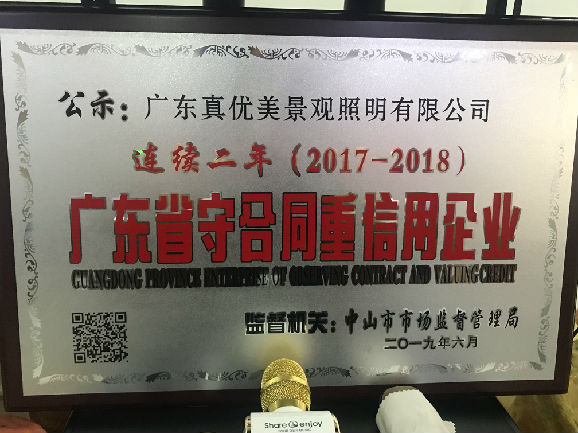 公示：广东真优美景观照明有限公司
连续二年（2017-2018）
广东省守合同重信用企业
GUANGDONG PROVINCE ENTERPRISE OF OBSERVING CONTRACT AND VALUING CREDIT
监督机关：中山市市场监督管理局
二〇一九年六月
Share enjoy